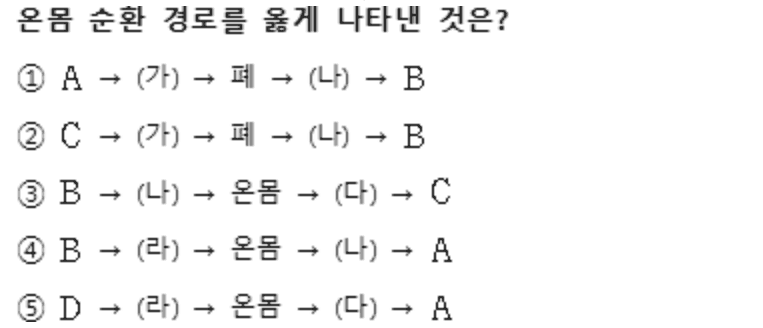 온몸 순환 경로를 옳게 나타낸 것은?
① A → (가) → 폐 → (나) → B
② C → (가) → 폐 → (나) → B
③ B → (나) → 온몸 → (다) → C
④ B → (라) → 온몸 → (나) → A
⑤ D → (라) → 온몸 → (다) → A